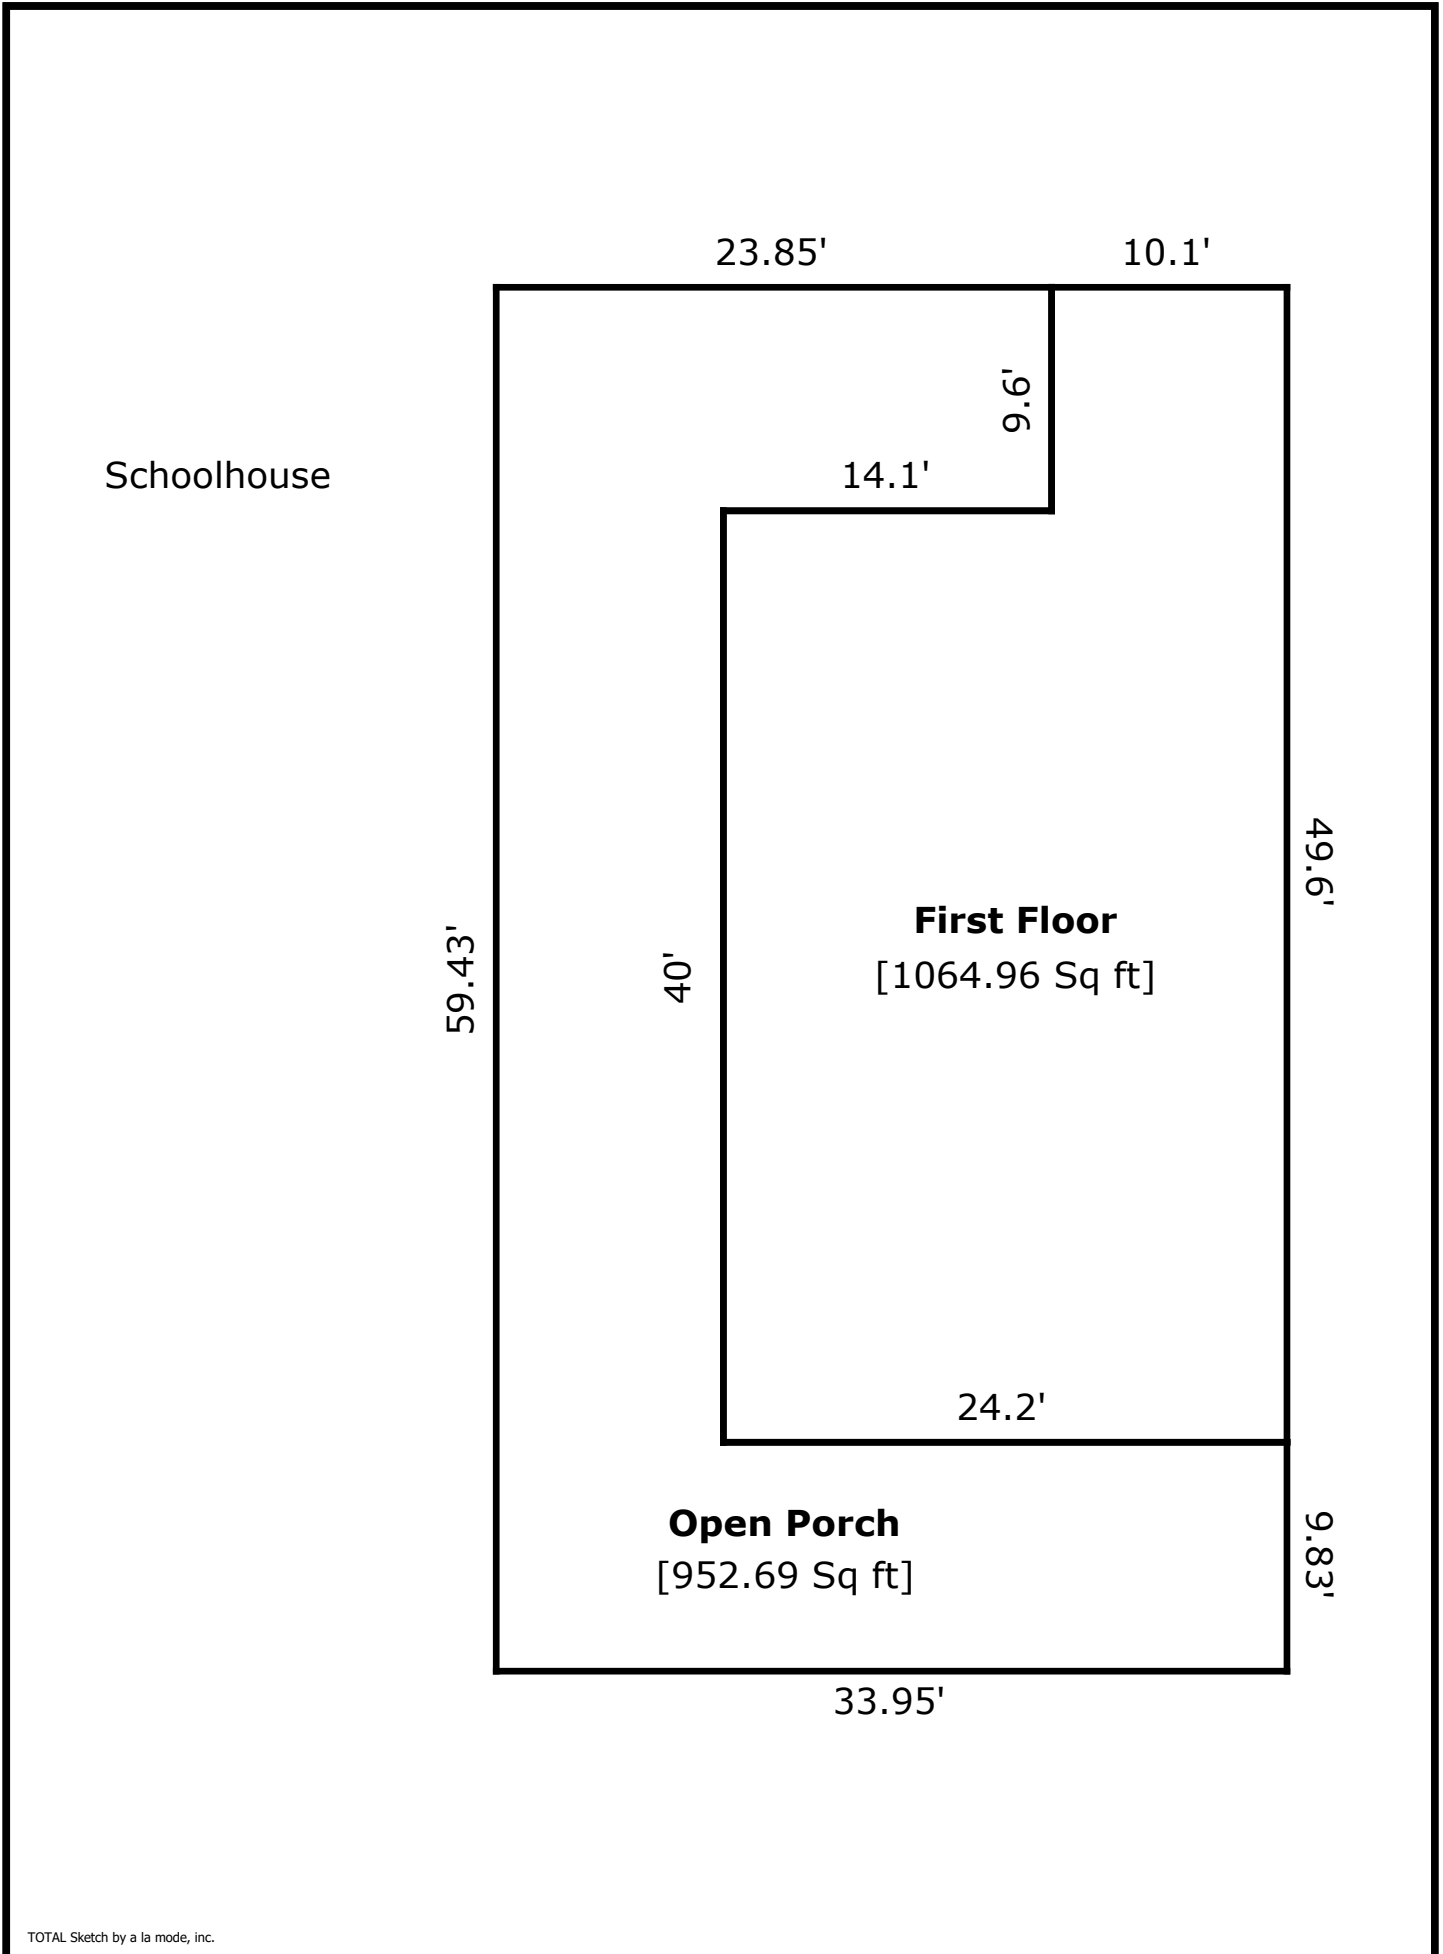 23.85'
10.1'
9.6'
Schoolhouse
14.1'
49.6'
First Floor
[1064.96 Sq ft]
59.43'
40'
24.2'
Open Porch
[952.69 Sq ft]
9.83'
33.95'
TOTAL Sketch by a la mode, inc.